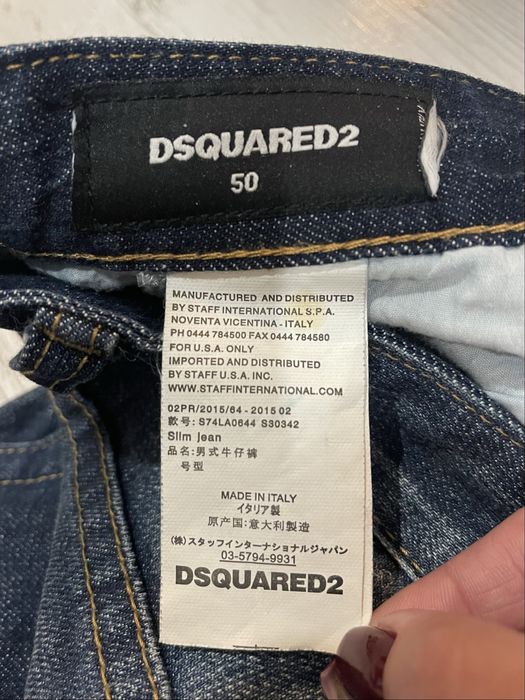 DSQUARED2
50
MANUFACTURED AND DISTRIBUTED
BY STAFF INTERNATIONAL S.P.A.
NOVENTA VICENTINA - ITALY
PH 0444 784500 FAX 0444 784580
FOR U.S.A. ONLY
IMPORTED AND DISTRIBUTED
BY STAFF U.S.A. INC.
WWW.STAFFINTERNATIONAL.COM
02PR/2015/64 - 2015 02
款号: S74LA0644 S30342
Slim jean
品名: 男式牛仔裤
号型
MADE IN ITALY
イタリア製
原产国:意大利製造
(株)スタッフインターナショナルジャパン
03-5794-9931
DSQUARED2